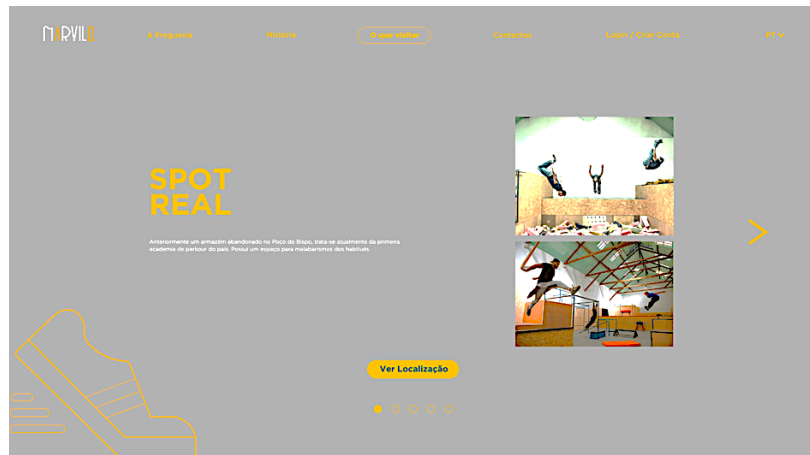 MARVILA
A Freguesia
História
O que visitar
Contactos
Login / Criar Conta
PT
SPOT
REAL
Anteriormente um armazém abandonado no Poço do Bispo, trata-se atualmente da primeira
academia de parkour do país. Possui um espaço para malabarismos dos habitués.
Ver Localização